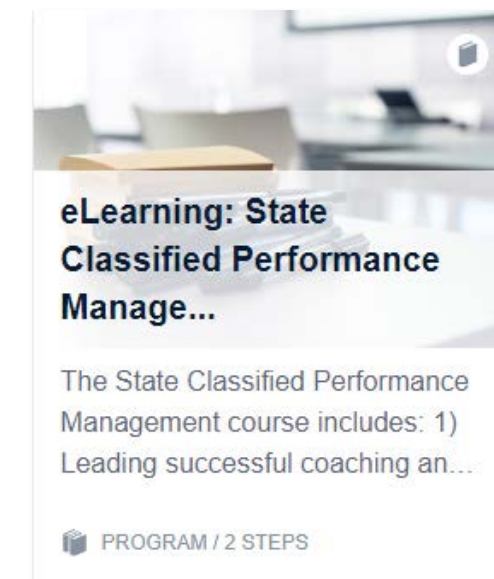 eLearning: State
Classified Performance
Manage...
The State Classified Performance
Management course includes: 1)
Leading successful coaching an...
PROGRAM / 2 STEPS